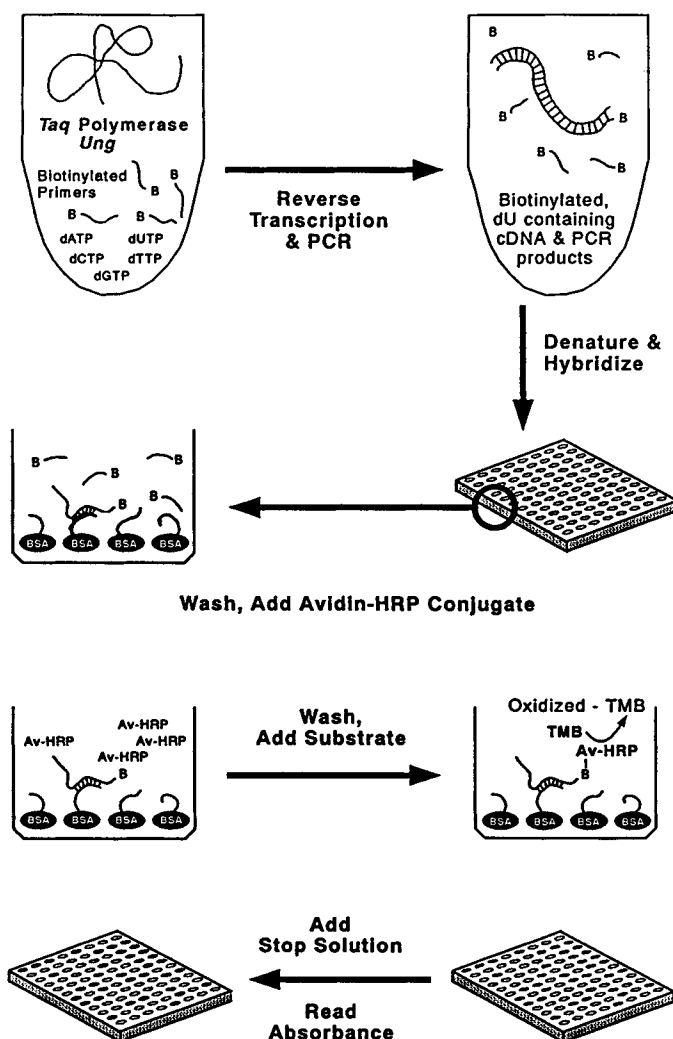 Taq Polymerase
Ung
Biotinylated
Primers
B
B
B
B
dATP
dUTP
dCTP
dTTP
dGTP
Reverse
Transcription
& PCR
B
B
B
B
B
B
Biotinylated,
dU containing
cDNA & PCR
products
Denature &
Hybridize
B
B
B
B
B
BSA
BSA
BSA
BSA
Wash, Add Avidin-HRP Conjugate
Av-HRP
Av-HRP
Av-HRP
Av-HRP
B
BSA
BSA
BSA
BSA
Wash,
Add Substrate
Oxidized - TMB
TMB
Av-HRP
B
BSA
BSA
BSA
BSA
Add
Stop Solution
Read
Absorbance